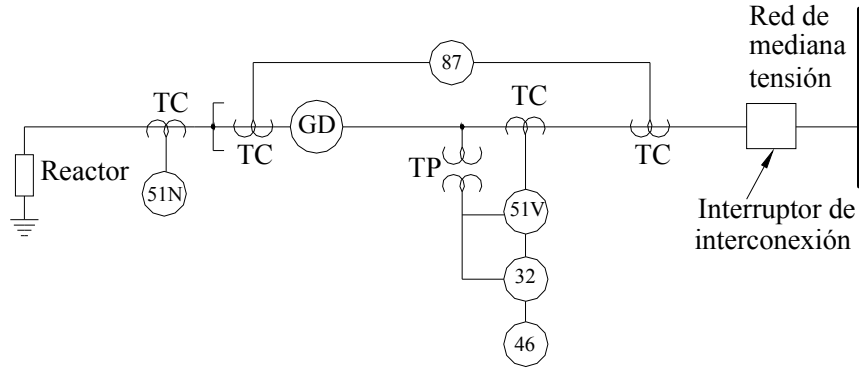 Red de
mediana
tensión
87
TC
TC
GD
TC
TP
TC
Reactor
51N
51V
Interruptor de
interconexión
32
46